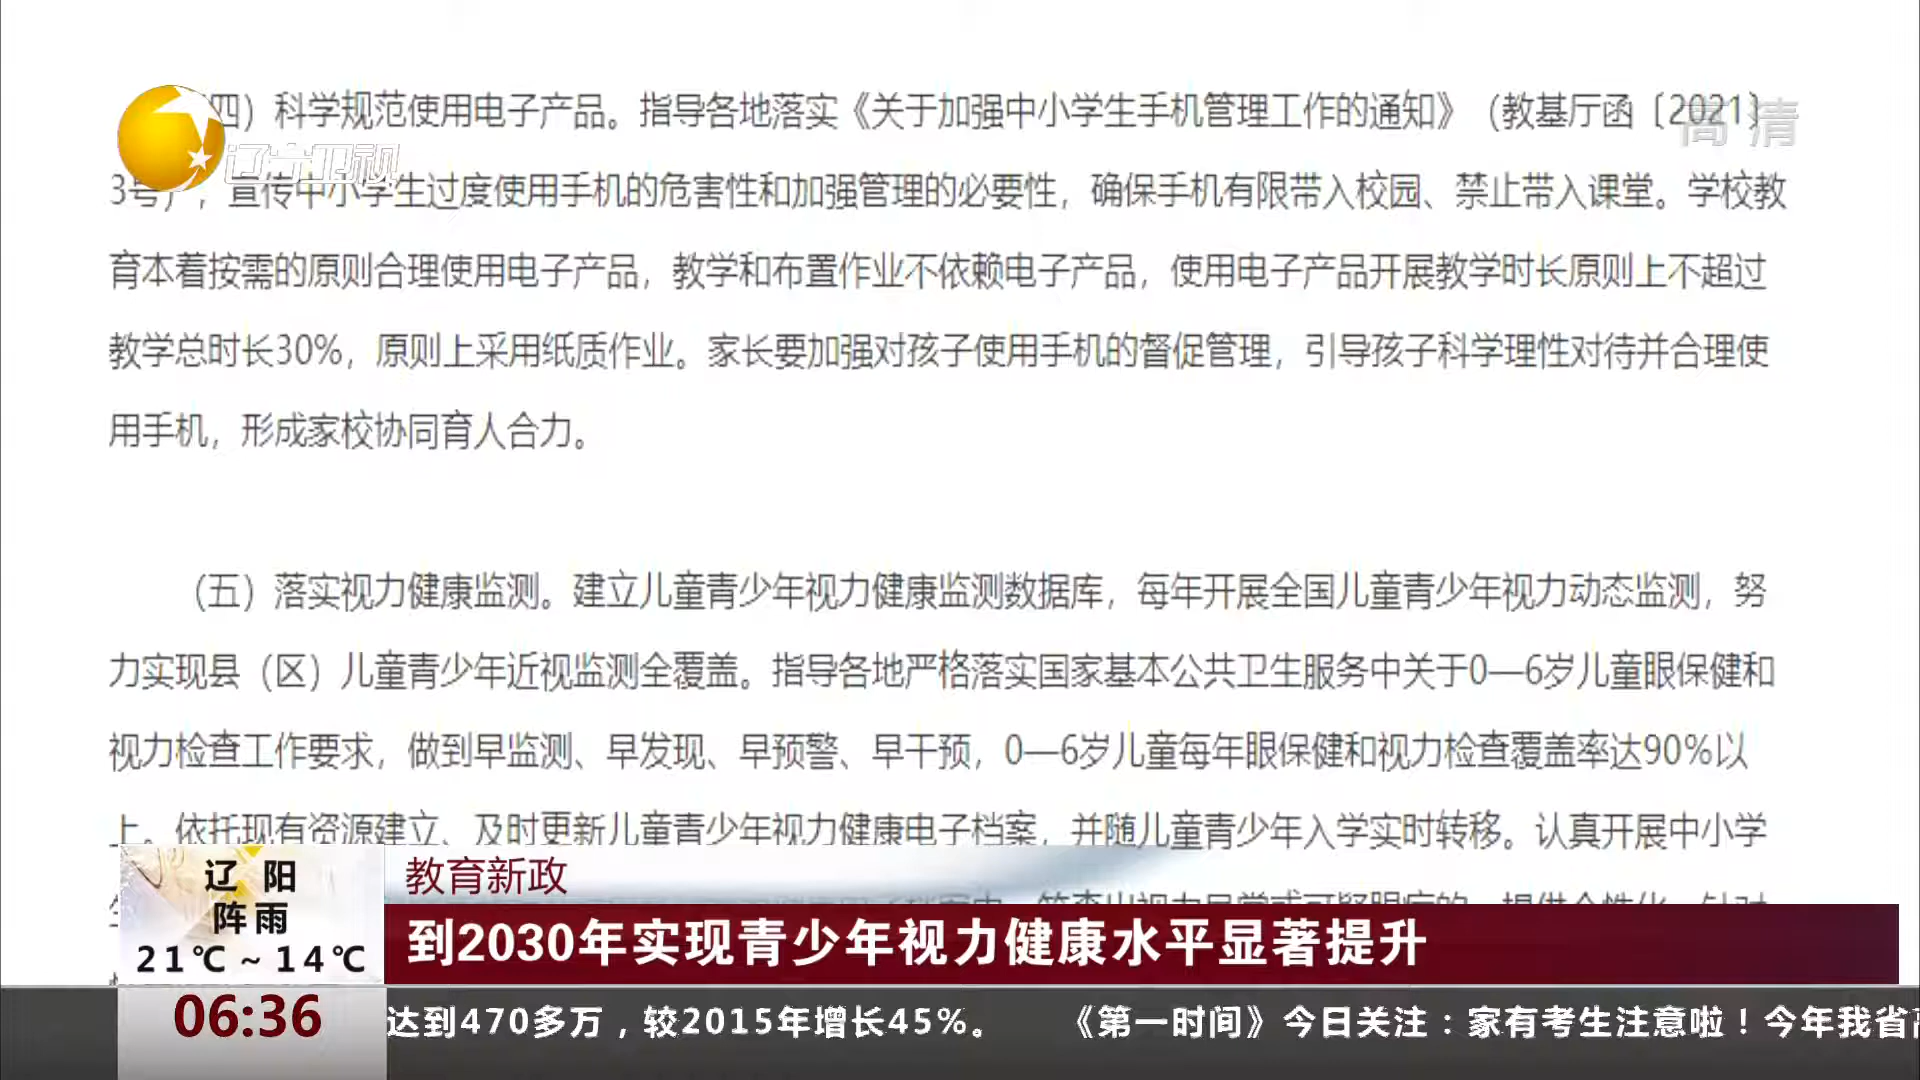 四）科学规范使用电子产品。指导各地落实《关于加强中小学生手机管理工作的通知》（教基厅函〔2021〕
高清
辽宁卫视
3号），宣传中小学生过度使用手机的危害性和加强管理的必要性，确保手机有限带入校园、禁止带入课堂。学校教
育本着按需的原则合理使用电子产品，教学和布置作业不依赖电子产品，使用电子产品开展教学时长原则上不超过
教学总时长30%，原则上采用纸质作业。家长要加强对孩子使用手机的督促管理，引导孩子科学理性对待并合理使
用手机，形成家校协同育人合力。
（五）落实视力健康监测。建立儿童青少年视力健康监测数据库，每年开展全国儿童青少年视力动态监测，努
力实现县（区）儿童青少年近视监测全覆盖。指导各地严格落实国家基本公共卫生服务中关于0—6岁儿童眼保健和
视力检查工作要求，做到早监测、早发现、早预警、早干预，0—6岁儿童每年眼保健和视力检查覆盖率达90%以
上。依托现有资源建立、及时更新儿童青少年视力健康电子档案，并随儿童青少年入学实时转移。认真开展中小学
辽阳
阵雨
21℃~14℃
教育新政
到2030年实现青少年视力健康水平显著提升
06:36
达到470多万，较2015年增长45%。 《第一时间》今日关注：家有考生注意啦！今年我省